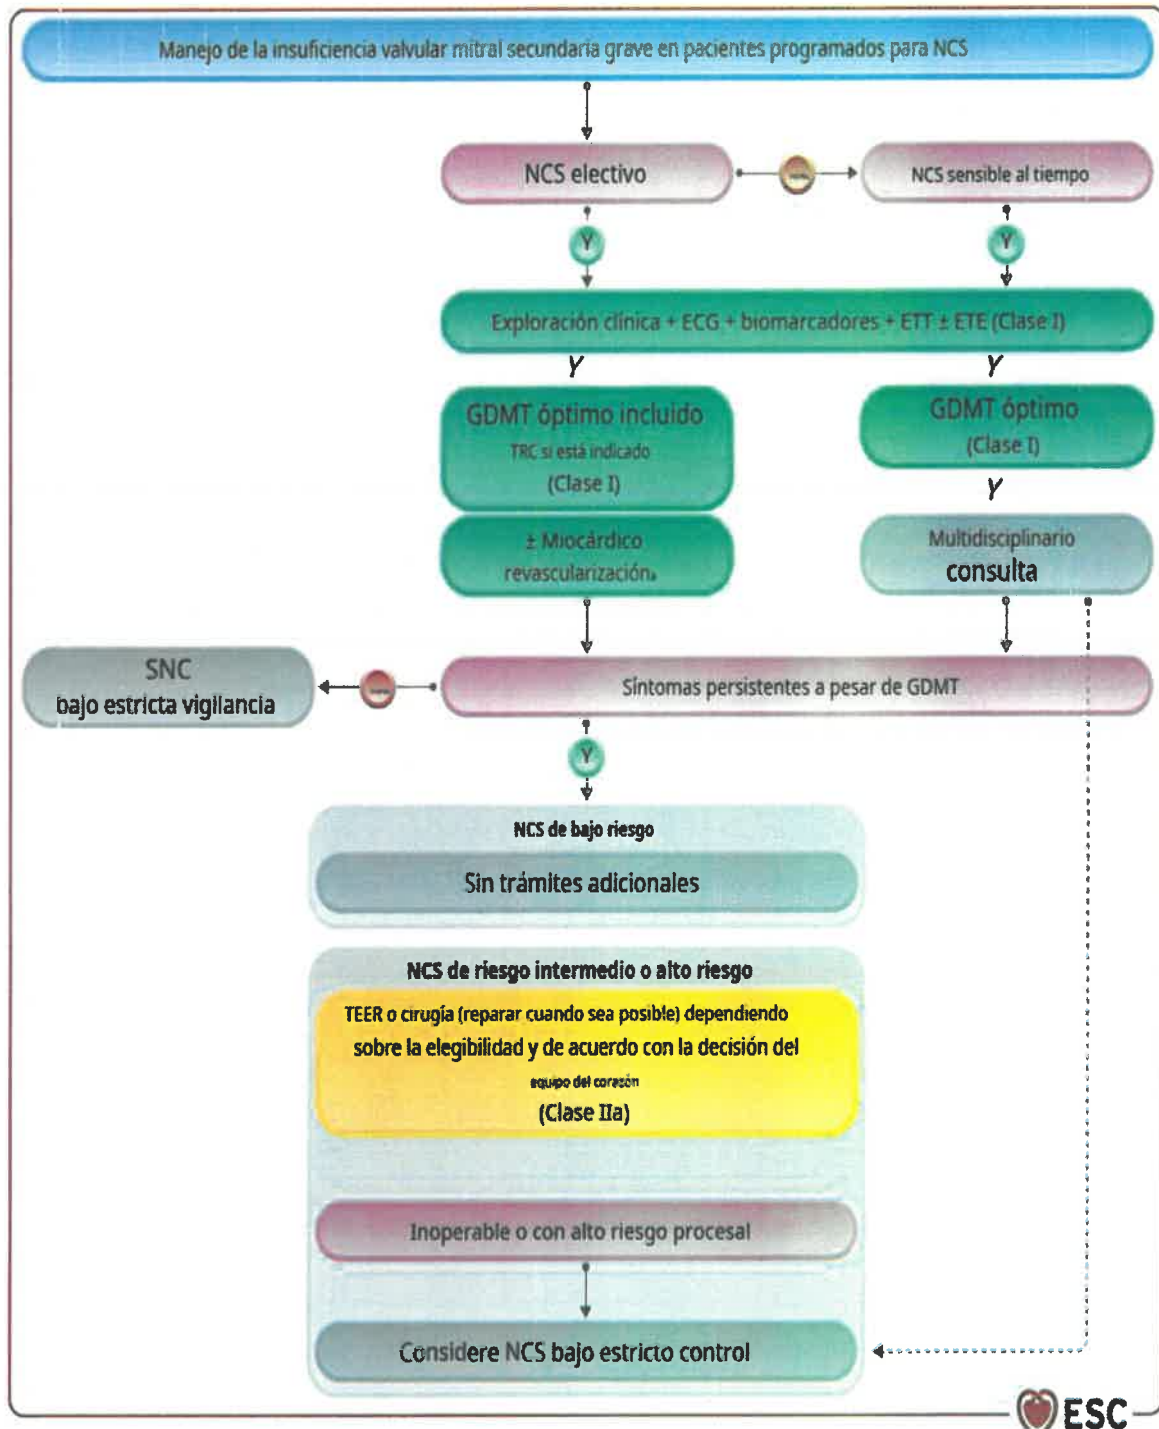 Manejo de la insuficiencia valvular mitral secundaria grave en pacientes programados para NCS
NCS electivo
NCS sensible al tiempo
Y
Y
Exploración clínica + ECG + biomarcadores + ETT ± ETE (Clase I)
Y
Y
GDMT óptimo incluido
TRC si está indicado
(Clase I)
GDMT óptimo
(Clase I)
Y
± Miocárdico
revascularización
Multidisciplinario
consulta
SNC
bajo estricta vigilancia
Síntomas persistentes a pesar de GDMT
Y
NCS de bajo riesgo
Sin trámites adicionales
NCS de riesgo intermedio o alto riesgo
TEER o cirugía (reparar cuando sea posible) dependiendo
sobre la elegibilidad y de acuerdo con la decisión del
equipo del corazón
(Clase IIa)
Inoperable o con alto riesgo procesal
Considere NCS bajo estricto control
ESC